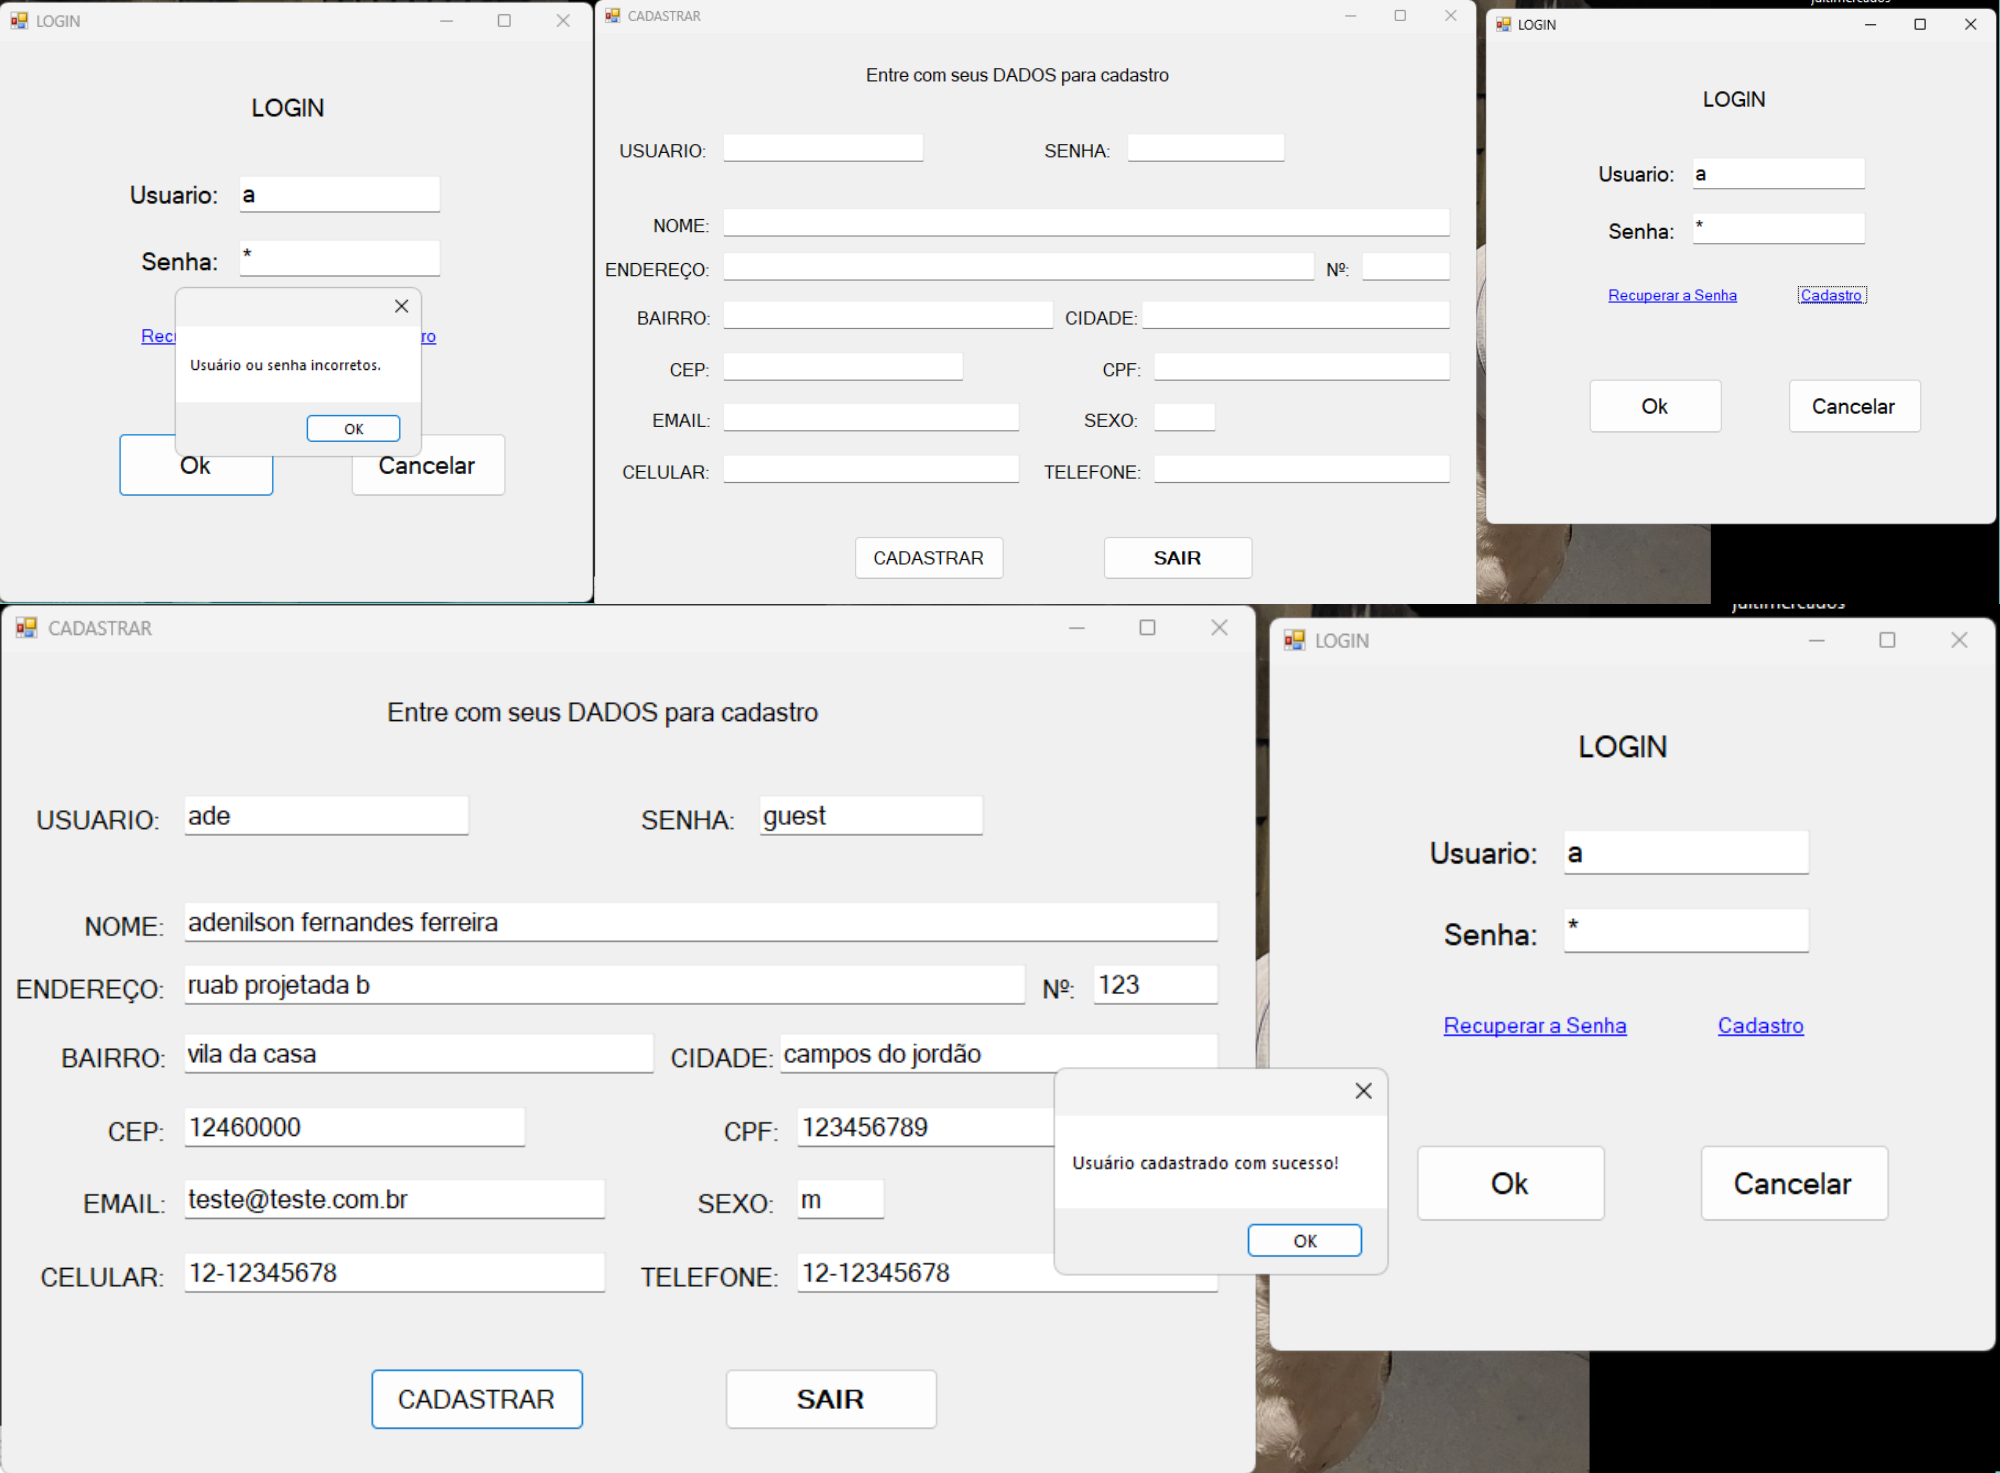 LOGIN
LOGIN
Usuario: a
Senha: *
Usuário ou senha incorretos.
OK
Ok
Cancelar
CADASTRAR
Entre com seus DADOS para cadastro
USUARIO:
SENHA:
NOME:
ENDEREÇO:
Nº:
BAIRRO:
CIDADE:
CEP:
CPF:
EMAIL:
SEXO:
CELULAR:
TELEFONE:
CADASTRAR
SAIR
LOGIN
LOGIN
Usuario: a
Senha: *
Recuperar a Senha
Cadastro
Ok
Cancelar
CADASTRAR
Entre com seus DADOS para cadastro
USUARIO: ade
SENHA: guest
NOME: adenilson fernandes ferreira
ENDEREÇO: ruab projetada b
Nº: 123
BAIRRO: vila da casa
CIDADE: campos do jordão
CEP: 12460000
CPF: 123456789
EMAIL: teste@teste.com.br
SEXO: m
CELULAR: 12-12345678
TELEFONE: 12-12345678
CADASTRAR
SAIR
Usuário cadastrado com sucesso!
OK
LOGIN
LOGIN
Usuario: a
Senha: *
Recuperar a Senha
Cadastro
Ok
Cancelar